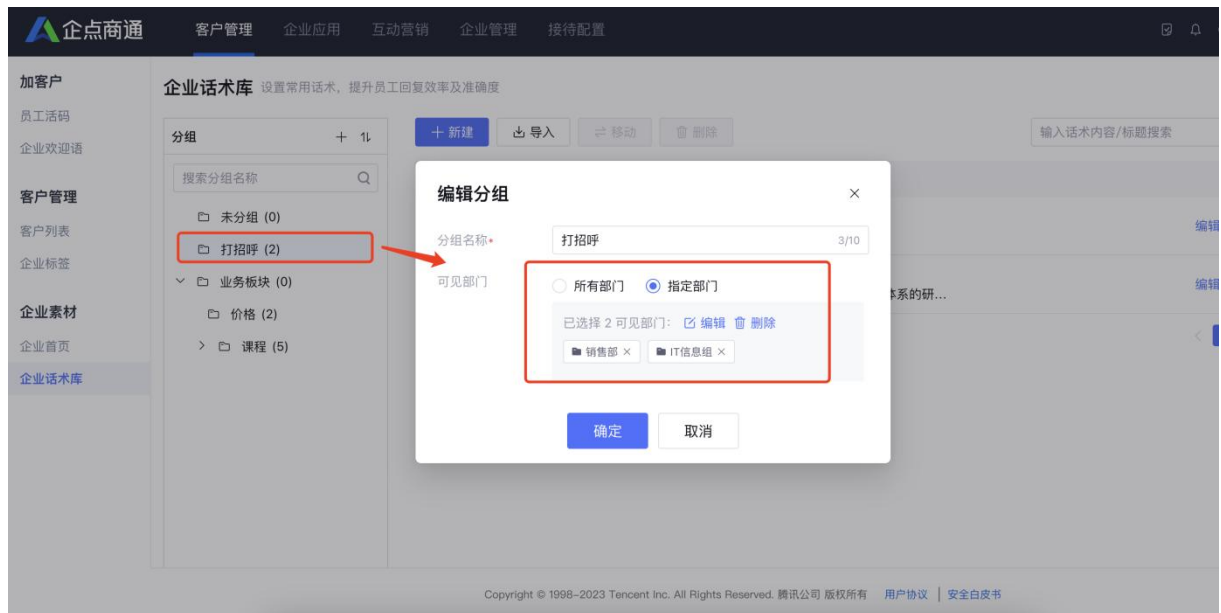 企点商通
客户管理 企业应用 互动营销 企业管理 接待配置
加客户
员工活码
企业欢迎语
客户管理
客户列表
企业标签
企业素材
企业首页
企业话术库
企业话术库 设置常用话术，提升员工回复效率及准确度
分组
搜索分组名称
未分组 (0)
打招呼 (2)
业务板块 (0)
价格 (2)
课程 (5)
新建 导入 移动 删除
输入话术内容/标题搜索
编辑
体系的研... 编辑
编辑分组
分组名称 打招呼 3/10
可见部门 所有部门 指定部门
已选择 2 可见部门： 编辑 删除
销售部 IT信息组
确定 取消
Copyright © 1998-2023 Tencent Inc. All Rights Reserved. 腾讯公司 版权所有 用户协议 | 安全白皮书